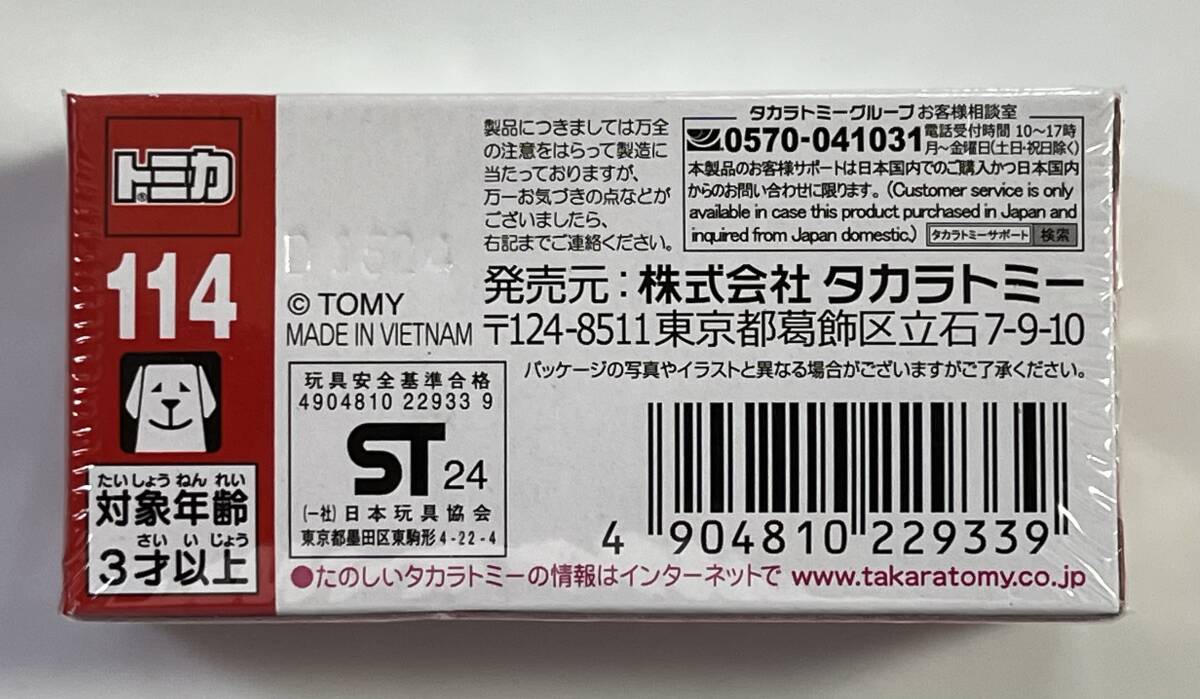 トミカ®
114
たいしょうねんれい
対象年齢
さいいじょう
3才以上
© TOMY
MADE IN VIETNAM
玩具安全基準合格
4904810 22933 9
ST 24
(一社)日本玩具協会
東京都墨田区東駒形4-22-4
製品につきましては万全
の注意をはらって製造に
当たっておりますが、
万一お気づきの点などが
ございましたら、
右記までご連絡ください。
タカラトミーグループお客様相談室
0570-041031
電話受付時間 10〜17時
月〜金曜日(土日・祝日除く)
本製品のお客様サポートは日本国内でのご購入かつ日本国内
からのお問い合わせに限ります。(Customer service is only
available in case this product purchased in Japan and
inquired from Japan domestic.) タカラトミーサポート 検索
発売元:株式会社 タカラトミー
〒124-8511東京都葛飾区立石7-9-10
パッケージの写真やイラストと異なる場合がございますがご了承ください。
4 904810 229339
●たのしいタカラトミーの情報はインターネットで www.takaratomy.co.jp